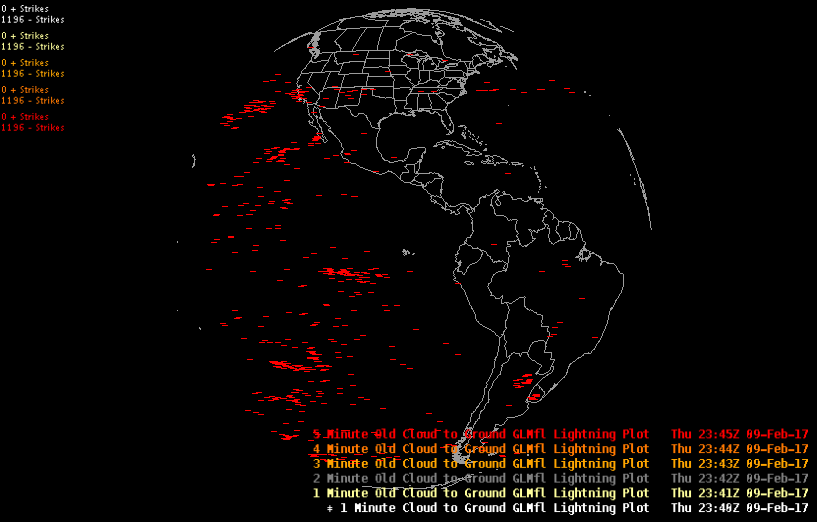 0 + Strikes
1196 - Strikes
0 + Strikes
1196 - Strikes
0 + Strikes
1196 - Strikes
0 + Strikes
1196 - Strikes
0 + Strikes
1196 - Strikes
5 Minute Old Cloud to Ground GLMfl Lightning Plot Thu 23:45Z 09-Feb-17
4 Minute Old Cloud to Ground GLMfl Lightning Plot Thu 23:44Z 09-Feb-17
3 Minute Old Cloud to Ground GLMfl Lightning Plot Thu 23:43Z 09-Feb-17
2 Minute Old Cloud to Ground GLMfl Lightning Plot Thu 23:42Z 09-Feb-17
1 Minute Old Cloud to Ground GLMfl Lightning Plot Thu 23:41Z 09-Feb-17
* 1 Minute Cloud to Ground GLMfl Lightning Plot Thu 23:40Z 09-Feb-17